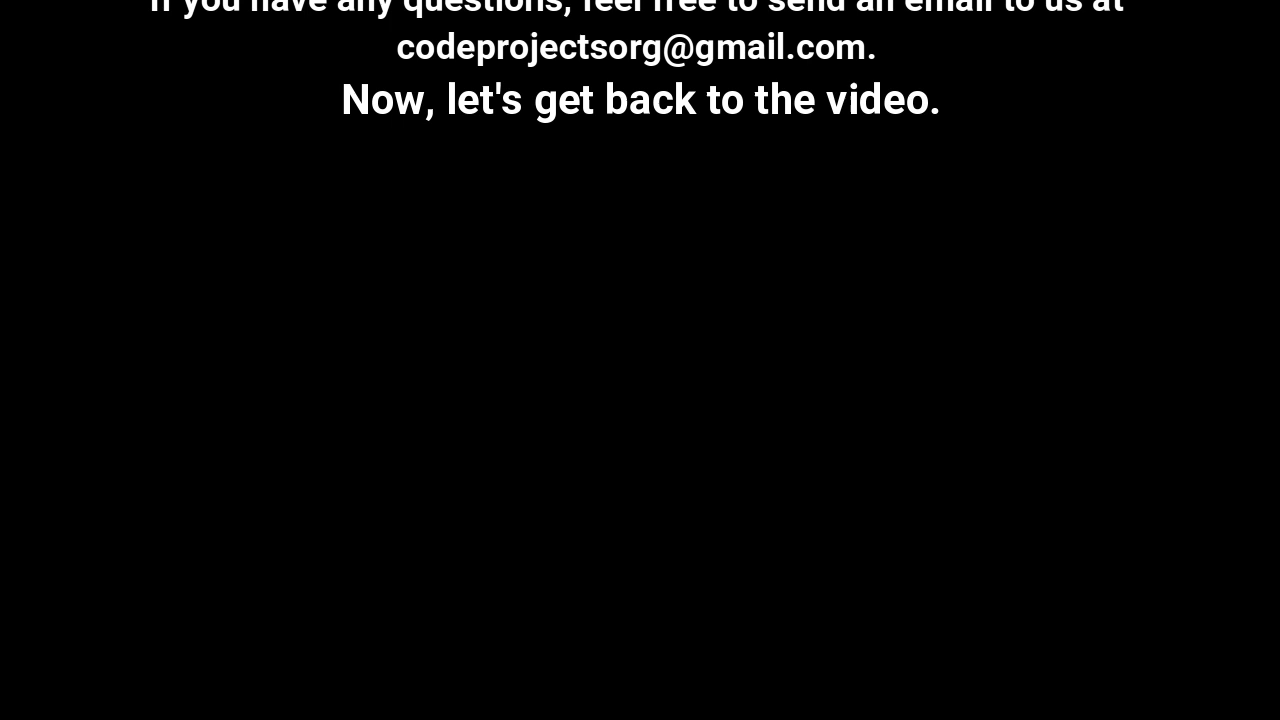 If you have any questions, feel free to send an email to us at
codeprojectsorg@gmail.com.
Now, let's get back to the video.